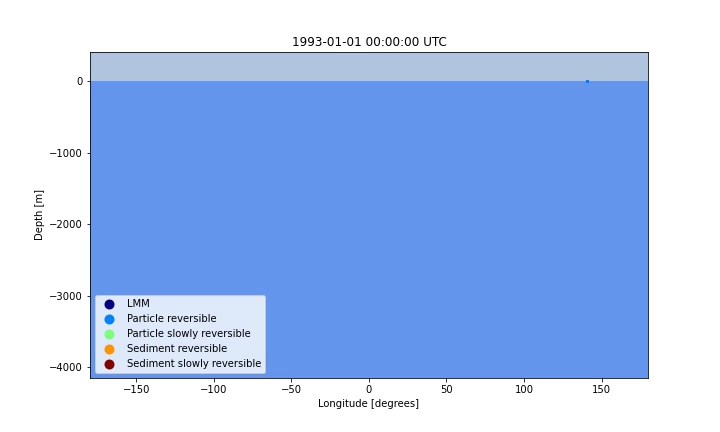 1993-01-01 00:00:00 UTC
0
−1000
−2000
−3000
−4000
Depth [m]
LMM
Particle reversible
Particle slowly reversible
Sediment reversible
Sediment slowly reversible
−150 −100 −50 0 50 100 150
Longitude [degrees]